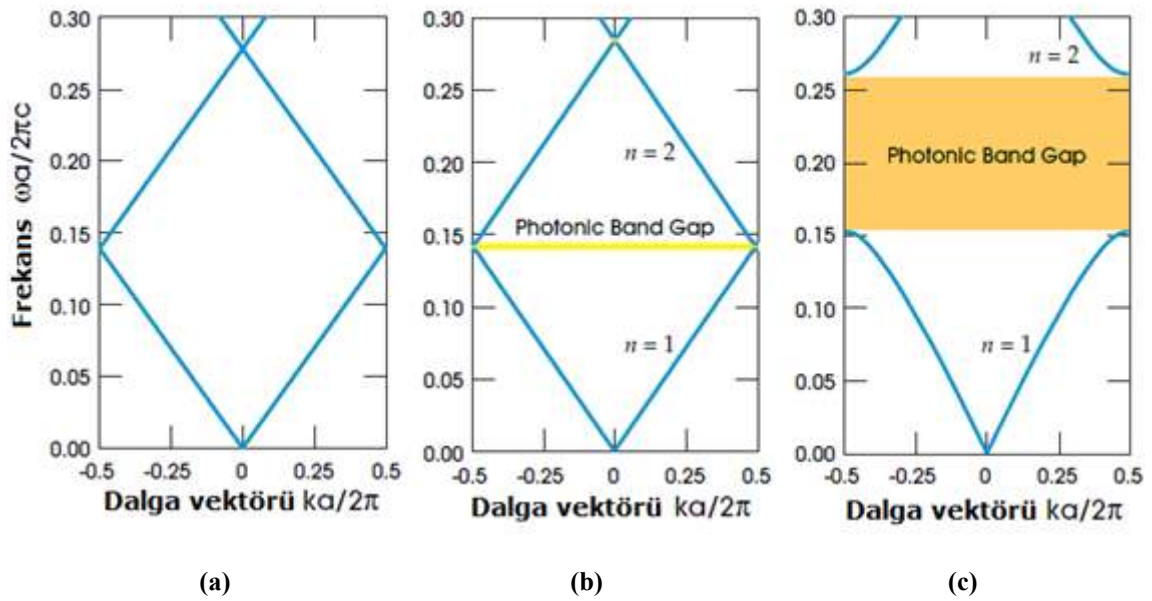 Frekans ωa/2πc
0.30
0.25
0.20
0.15
0.10
0.05
0.00
-0.5 -0.25 0 0.25 0.5
Dalga vektörü ka/2π
(a)
0.30
0.25
0.20
0.15
0.10
0.05
0.00
n = 2
Photonic Band Gap
n = 1
-0.5 -0.25 0 0.25 0.5
Dalga vektörü ka/2π
(b)
0.30
0.25
0.20
0.15
0.10
0.05
0.00
n = 2
Photonic Band Gap
n = 1
-0.5 -0.25 0 0.25 0.5
Dalga vektörü ka/2π
(c)